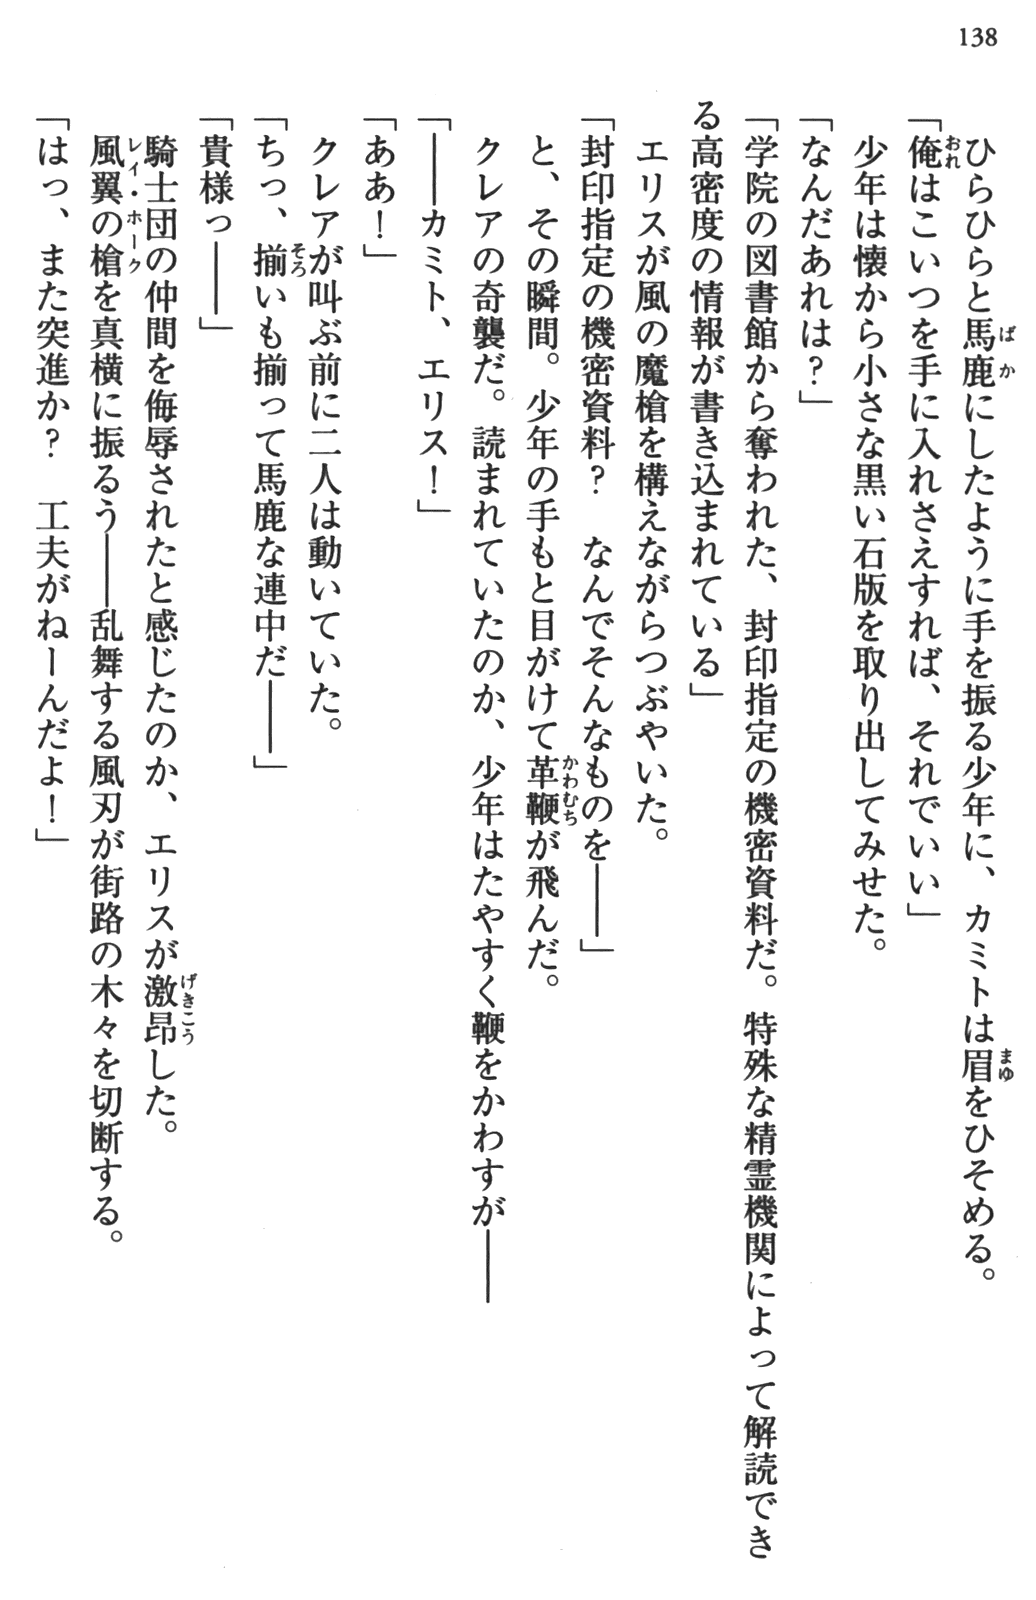 138
ひらひらと馬鹿にしたように手を振る少年に、カミトは眉をひそめる。
「俺はこいつを手に入れさえすれば、それでいい」
少年は懐から小さな黒い石版を取り出してみせた。
「なんだあれは?」
「学院の図書館から奪われた、封印指定の機密資料だ。特殊な精霊機関によって解読でき
る高密度の情報が書き込まれている」
エリスが風の魔槍を構えながらつぶやいた。
「封印指定の機密資料? なんでそんなものを――」
と、その瞬間。少年の手もと目がけて革鞭が飛んだ。
クレアの奇襲だ。読まれていたのか、少年はたやすく鞭をかわすが――
「――カミト、エリス!」
「ああ!」
クレアが叫ぶ前に二人は動いていた。
「ちっ、揃いも揃って馬鹿な連中だ――」
「貴様っ――」
騎士団の仲間を侮辱されたと感じたのか、エリスが激昂した。
風翼の槍を真横に振るう――乱舞する風刃が街路の木々を切断する。
「はっ、また突進か? 工夫がねーんだよ!」